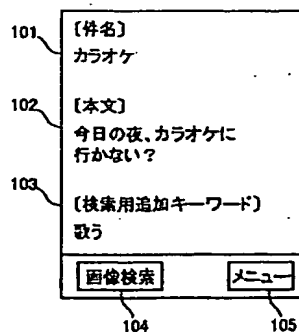 101
〔件名〕
カラオケ
102
〔本文〕
今日の夜、カラオケに
行かない？
103
〔検索用追加キーワード〕
歌う
画像検索
メニュー
104
105